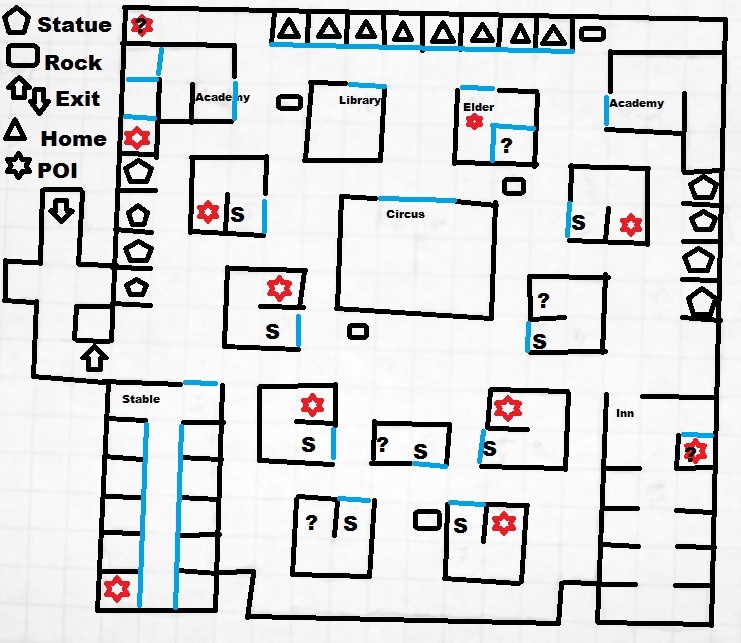 Statue
Rock
Exit
Home
POI
?
Academy
Library
Elder
?
Academy
S
S
Circus
S
?
S
Stable
Inn
S
?
S
S
?
?
S
S